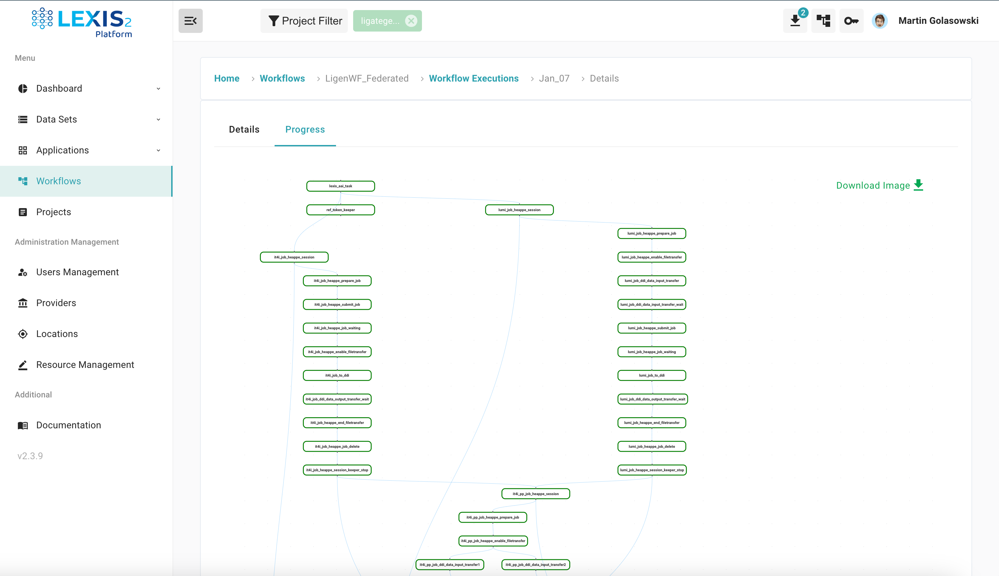 LEXIS2
Platform
Project Filter
ligatege...
2
Martin Golasowski
Menu
Dashboard
Data Sets
Applications
Workflows
Projects
Administration Management
Users Management
Providers
Locations
Resource Management
Additional
Documentation
v2.3.9
Home > Workflows > LigenWF_Federated > Workflow Executions > Jan_07 > Details
Details
Progress
Download Image
lexis_aai_task
ref_token_keeper
lumi_job_heappe_session
lumi_job_heappe_prepare_job
it4i_job_heappe_session
lumi_job_heappe_enable_filetransfer
it4i_job_heappe_prepare_job
lumi_job_ddi_data_input_transfer
it4i_job_heappe_submit_job
lumi_job_ddi_data_input_transfer_wait
it4i_job_heappe_job_waiting
lumi_job_heappe_submit_job
it4i_job_heappe_enable_filetransfer
lumi_job_heappe_job_waiting
it4i_job_to_ddi
lumi_job_to_ddi
it4i_job_ddi_data_output_transfer_wait
lumi_job_ddi_data_output_transfer_wait
it4i_job_heappe_end_filetransfer
lumi_job_heappe_end_filetransfer
it4i_job_heappe_job_delete
lumi_job_heappe_job_delete
it4i_job_heappe_session_keeper_stop
lumi_job_heappe_session_keeper_stop
it4i_pp_job_heappe_session
it4i_pp_job_heappe_prepare_job
it4i_pp_job_heappe_enable_filetransfer
it4i_pp_job_ddi_data_input_transfer1
it4i_pp_job_ddi_data_input_transfer2